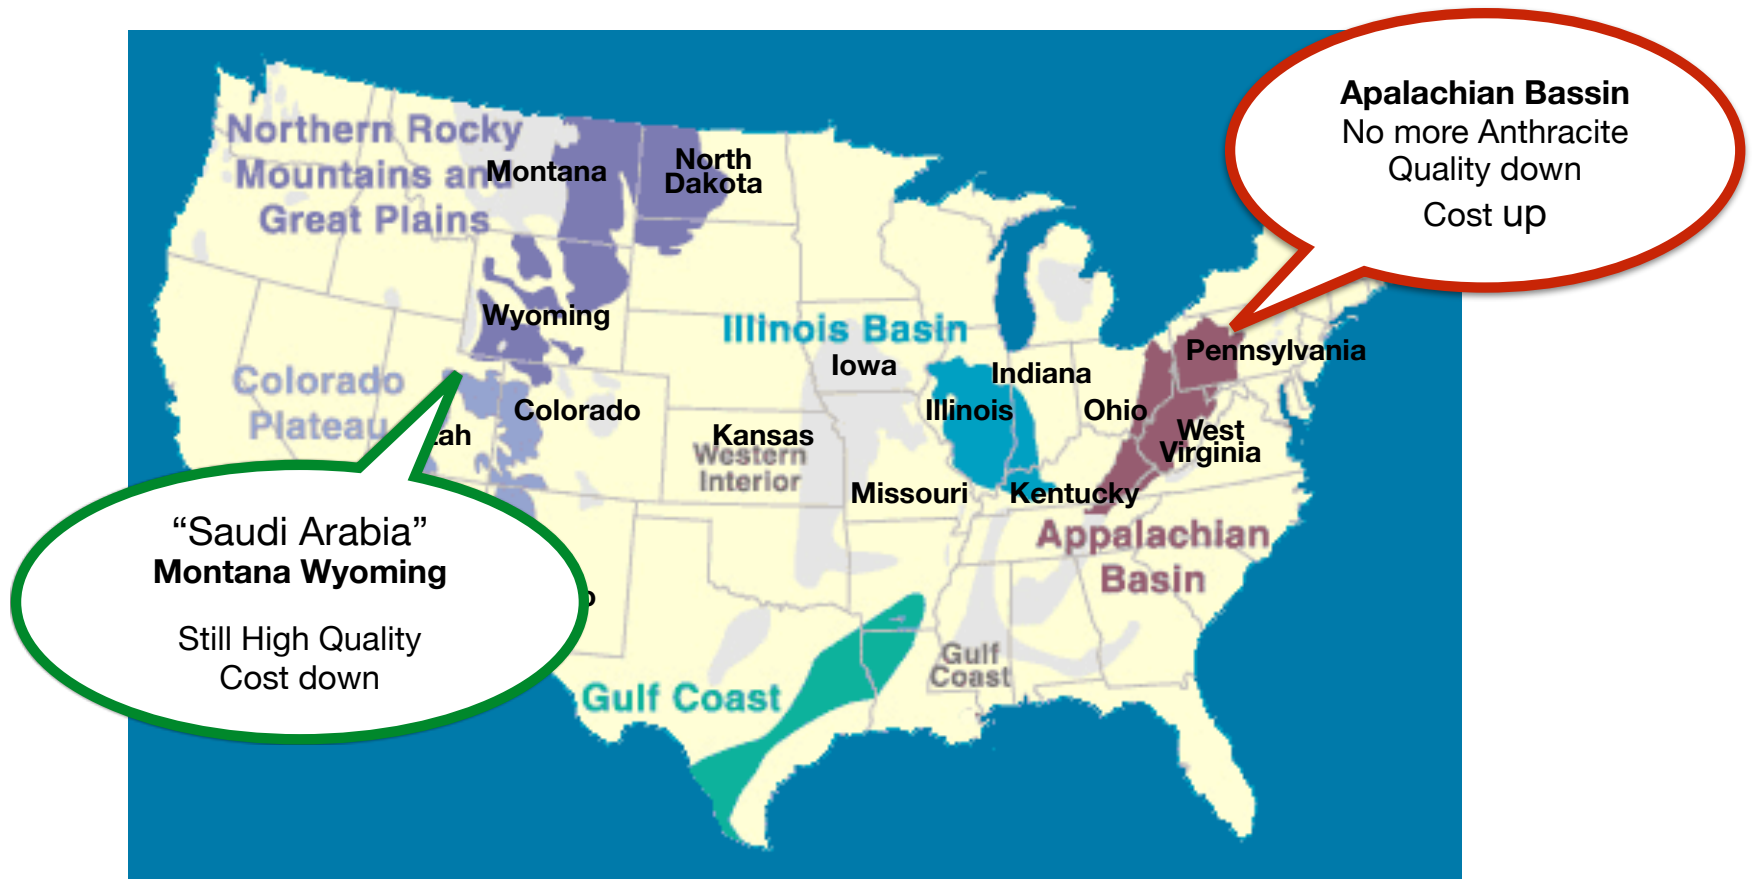 Apalachian Bassin
No more Anthracite
Quality down
Cost up
Northern Rocky
Mountains and
Great Plains
Montana
North
Dakota
Wyoming
Illinois Basin
Iowa
Indiana
Pennsylvania
Colorado
Plateau
Colorado
Illinois
Ohio
Kansas
West
Virginia
Western
Interior
Missouri
Kentucky
Appalachian
Basin
"Saudi Arabia"
Montana Wyoming
Still High Quality
Cost down
Gulf
Coast
Gulf Coast